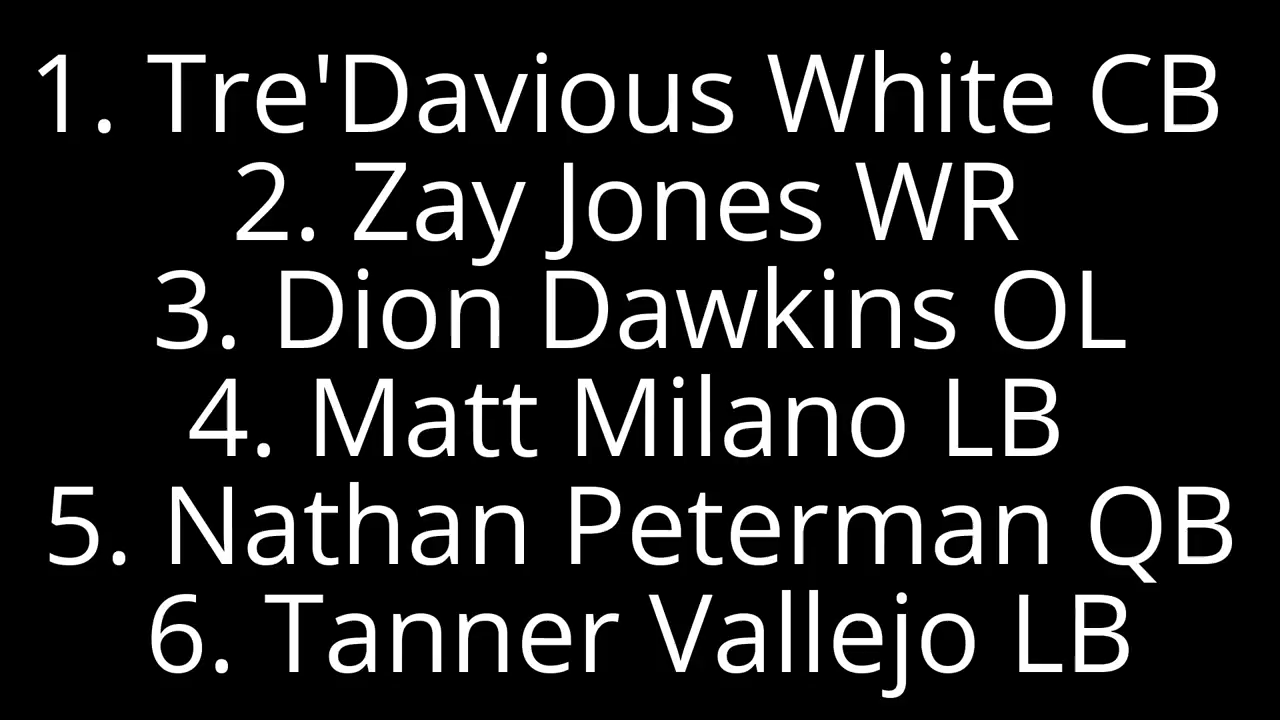 1. Tre'Davious White CB
2. Zay Jones WR
3. Dion Dawkins OL
4. Matt Milano LB
5. Nathan Peterman QB
6. Tanner Vallejo LB